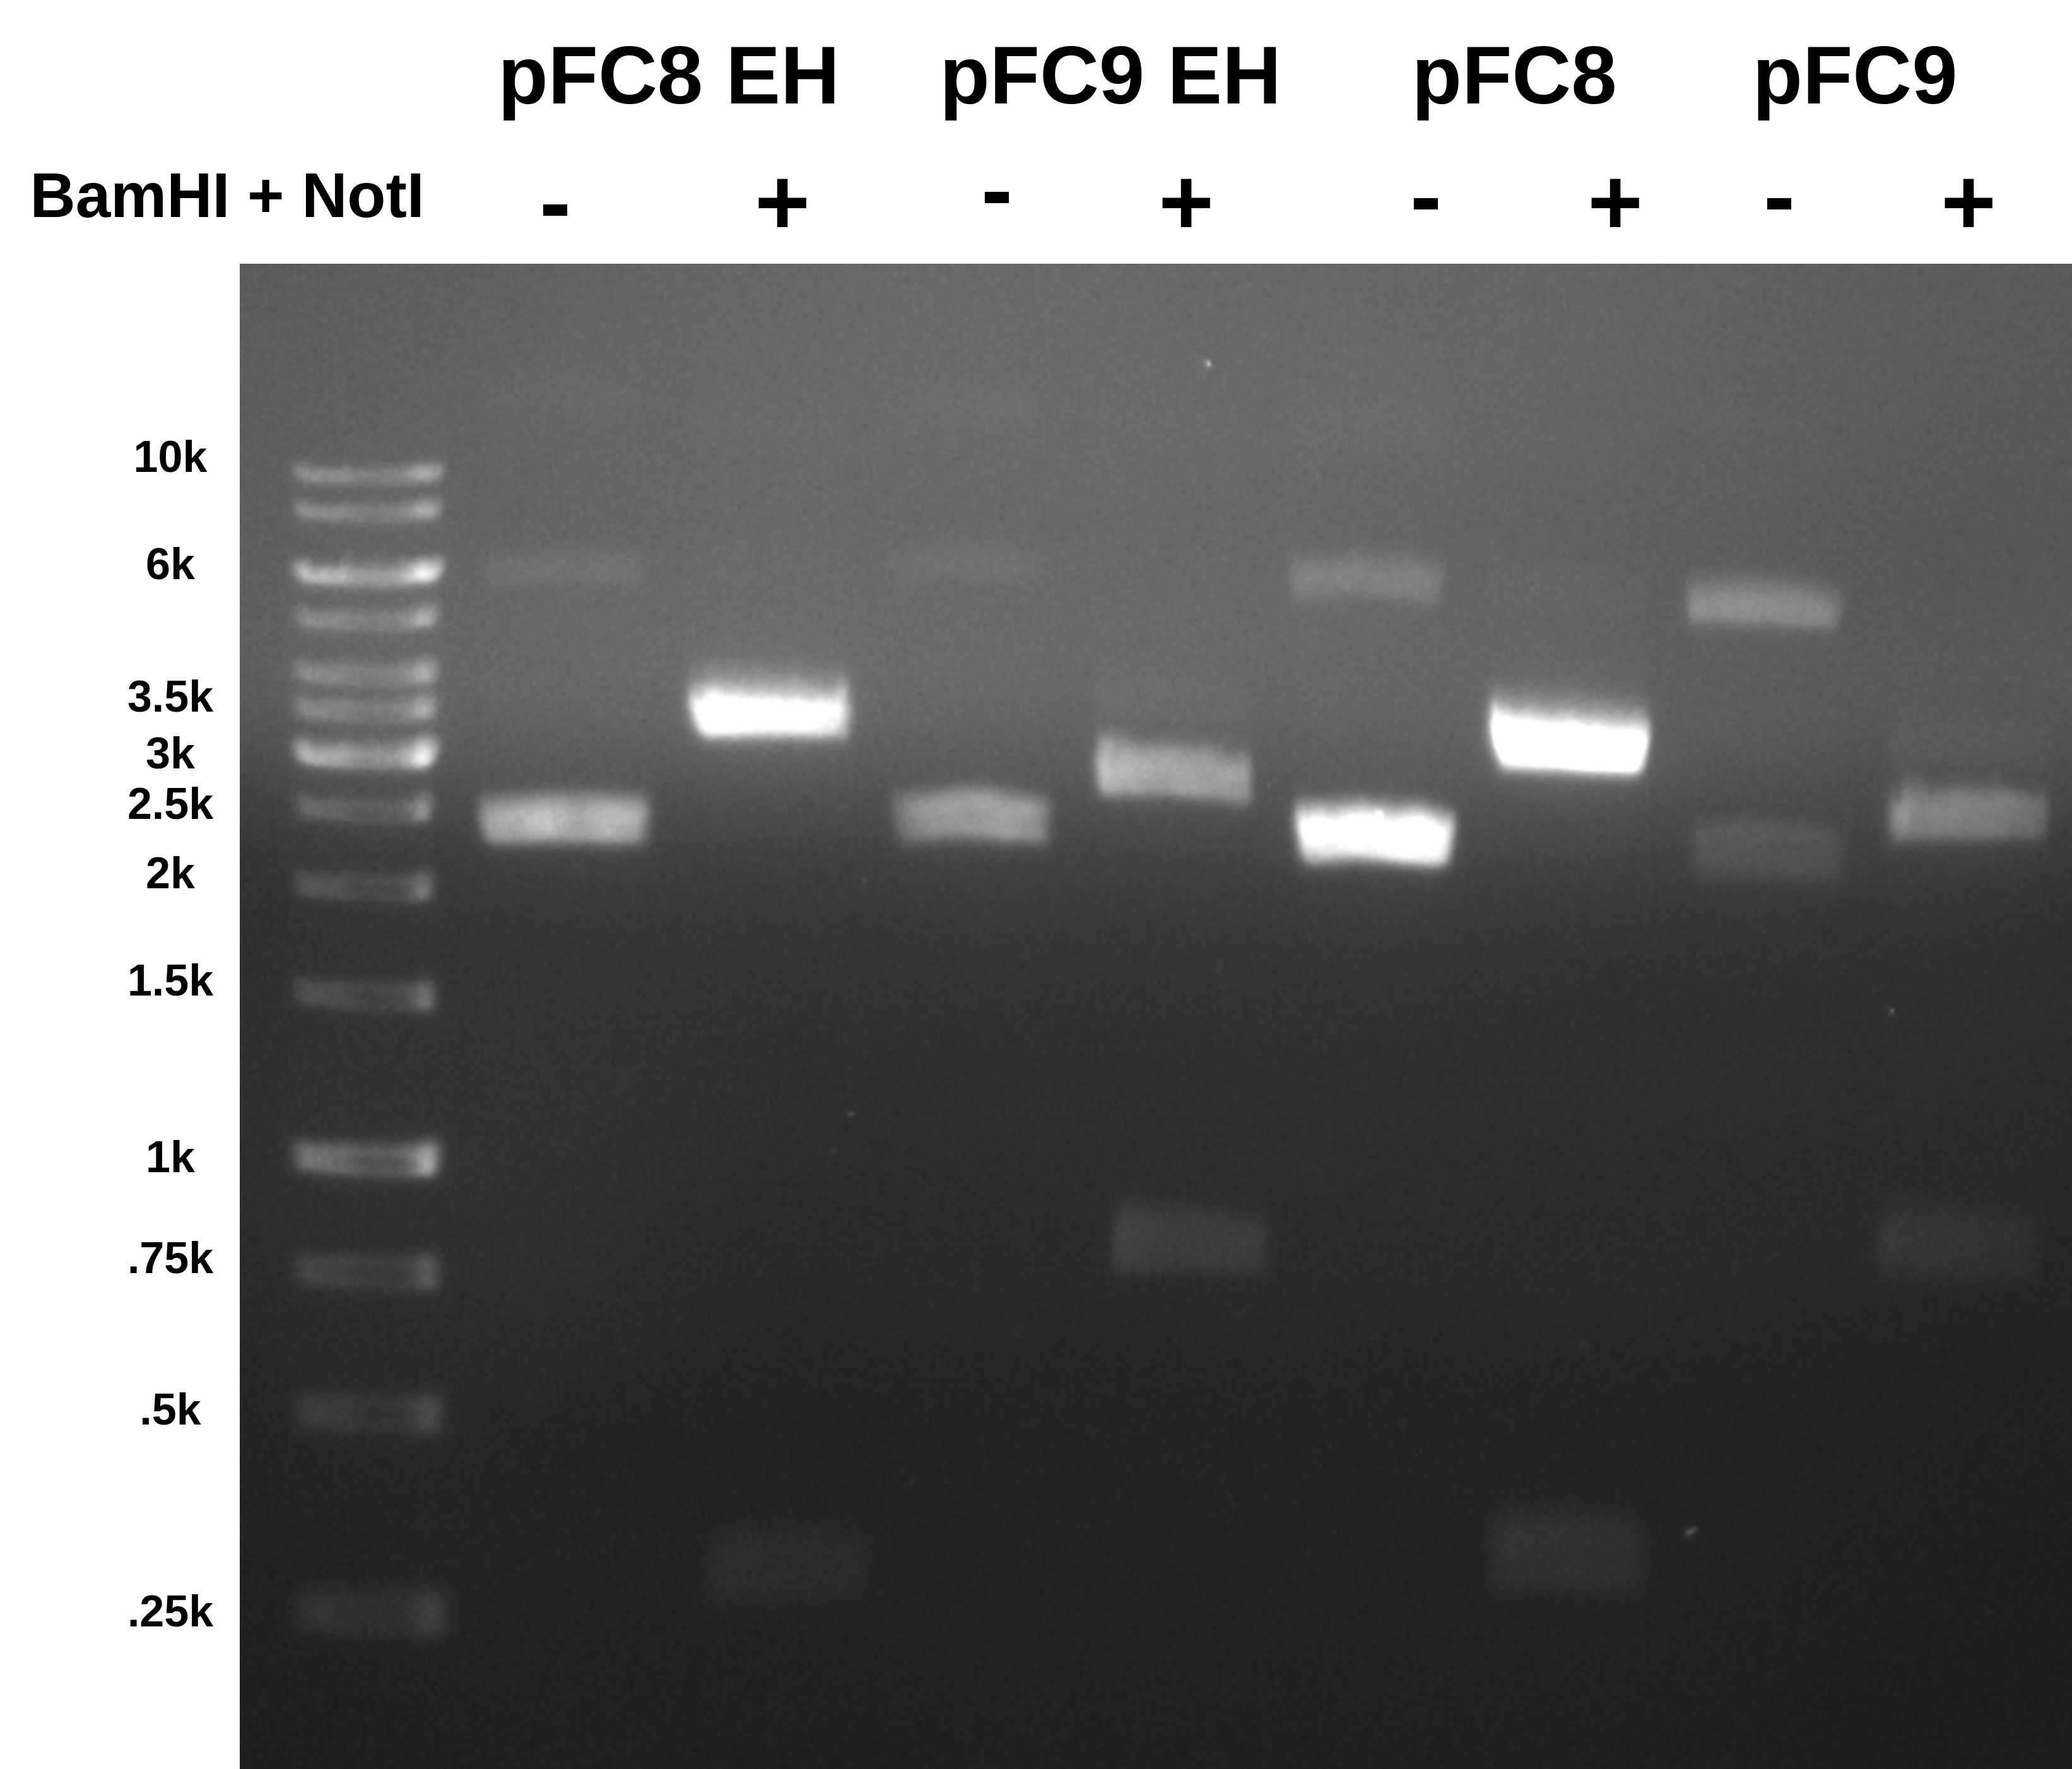 pFC8 EH pFC9 EH pFC8 pFC9
BamHI + NotI - + - + - + - +
10k
6k
3.5k
3k
2.5k
2k
1.5k
1k
.75k
.5k
.25k